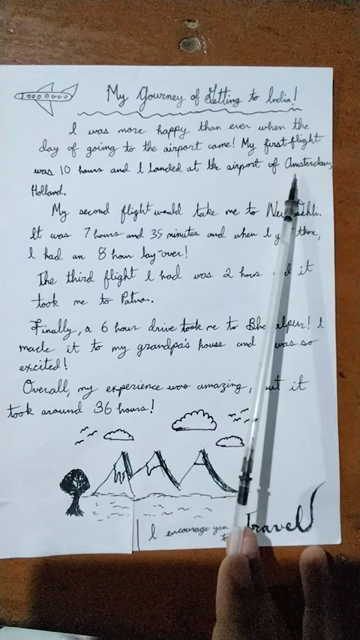 My Journey of Getting to India!
I was more happy than ever when the
day of going to the airport came! My first flight
was 10 hours and I landed at the airport of Amsterdam,
Holland.
My second flight would take me to New Delhi.
It was 7 hours and 35 minutes and when I got there,
I had an 8 hour lay-over!
The third flight I had was 2 hours and it
took me to Patna.
Finally, a 6 hour drive took me to
made it to my grandpa's house and was so
excited!
Overall, my experience was amazing, but it
took around 36 hours!
I encourage you
to Travel